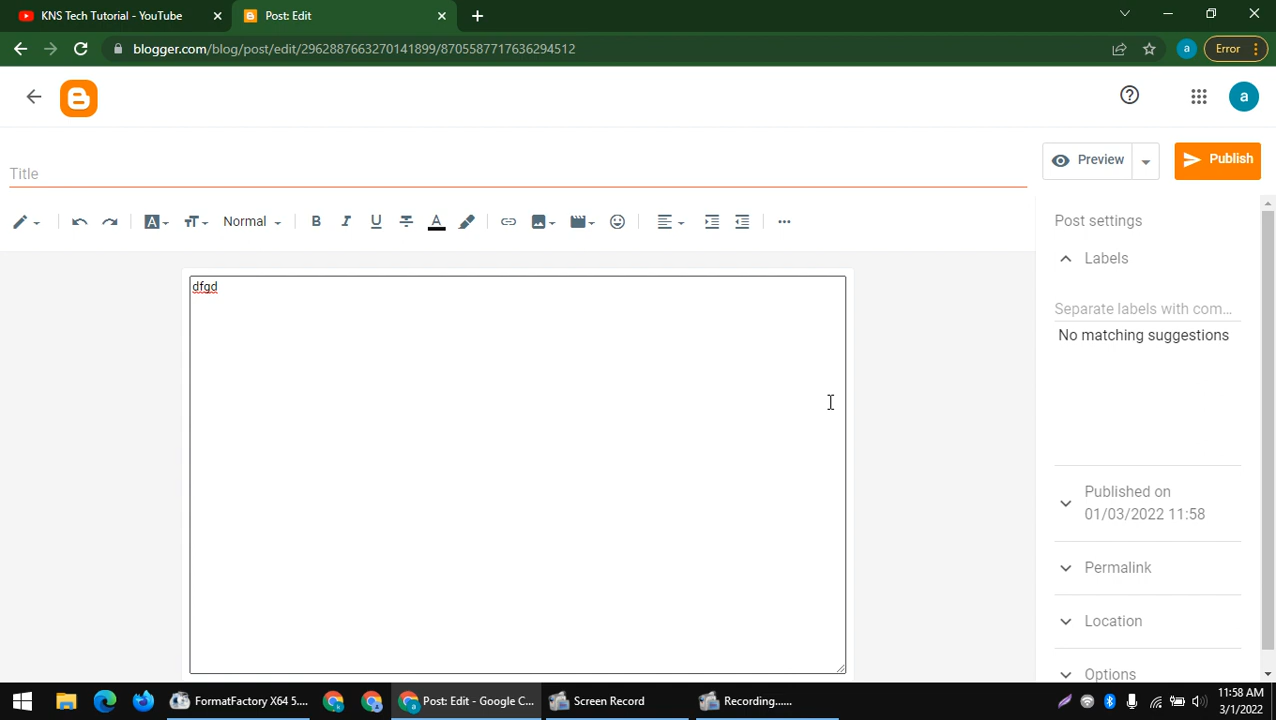 KNS Tech Tutorial - YouTube
Post: Edit
blogger.com/blog/post/edit/2962887663270141899/8705587717636294512
a
Error
a
Title
Preview
Publish
Normal
B
I
U
A
Post settings
Labels
dfgd
Separate labels with com...
No matching suggestions
Published on
01/03/2022 11:58
Permalink
Location
Options
FormatFactory X64 5....
Post: Edit - Google C...
Screen Record
Recording......
11:58 AM
3/1/2022